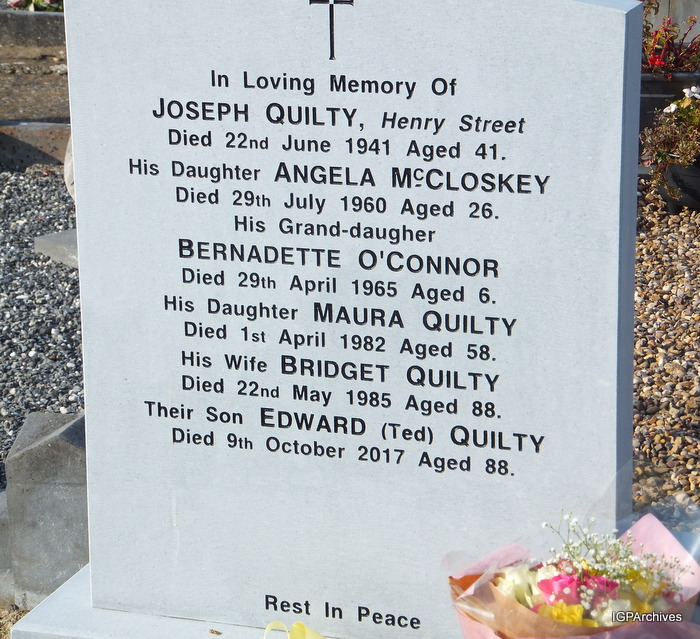 In Loving Memory Of
JOSEPH QUILTY, Henry Street
Died 22nd June 1941 Aged 41.
His Daughter ANGELA McCLOSKEY
Died 29th July 1960 Aged 26.
His Grand-daugher
BERNADETTE O'CONNOR
Died 29th April 1965 Aged 6.
His Daughter MAURA QUILTY
Died 1st April 1982 Aged 58.
His Wife BRIDGET QUILTY
Died 22nd May 1985 Aged 88.
Their Son EDWARD (Ted) QUILTY
Died 9th October 2017 Aged 88.
Rest In Peace
IGPArchives